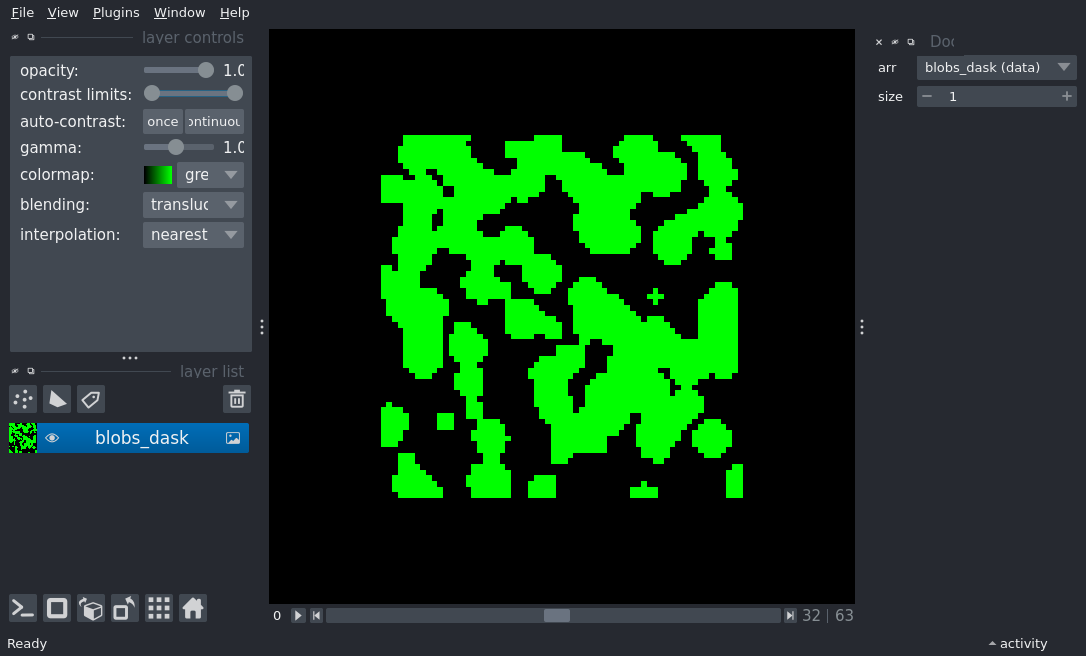 File View Plugins Window Help
layer controls
opacity: 1.0
contrast limits:
auto-contrast: once ontinuou
gamma: 1.0
colormap: gre
blending: transluc
interpolation: nearest
layer list
blobs_dask
0 32 | 63
Ready
Doc
arr blobs_dask (data)
size 1
activity